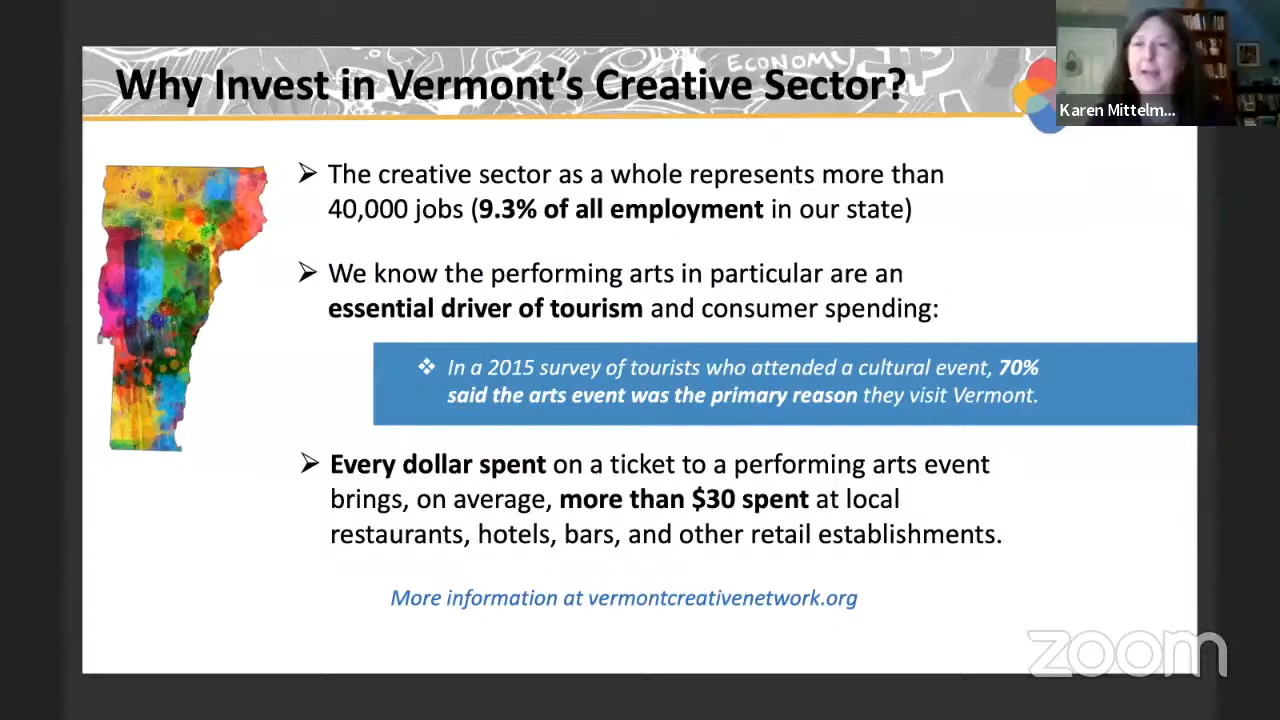 ECONOMY
Why Invest in Vermont’s Creative Sector?
Karen Mittelm...
➢ The creative sector as a whole represents more than
40,000 jobs (9.3% of all employment in our state)
➢ We know the performing arts in particular are an
essential driver of tourism and consumer spending:
❖ In a 2015 survey of tourists who attended a cultural event, 70%
said the arts event was the primary reason they visit Vermont.
➢ Every dollar spent on a ticket to a performing arts event
brings, on average, more than $30 spent at local
restaurants, hotels, bars, and other retail establishments.
More information at vermontcreativenetwork.org
zoom